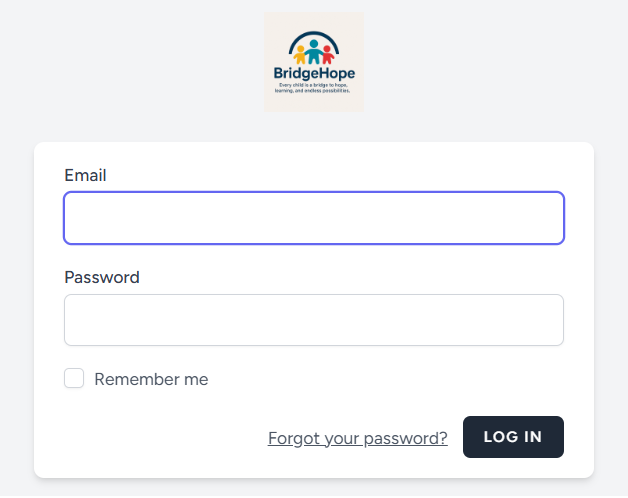 BridgeHope
Every child is a bridge to hope,
learning, and endless possibilities.
Email
Password
Remember me
Forgot your password?
LOG IN